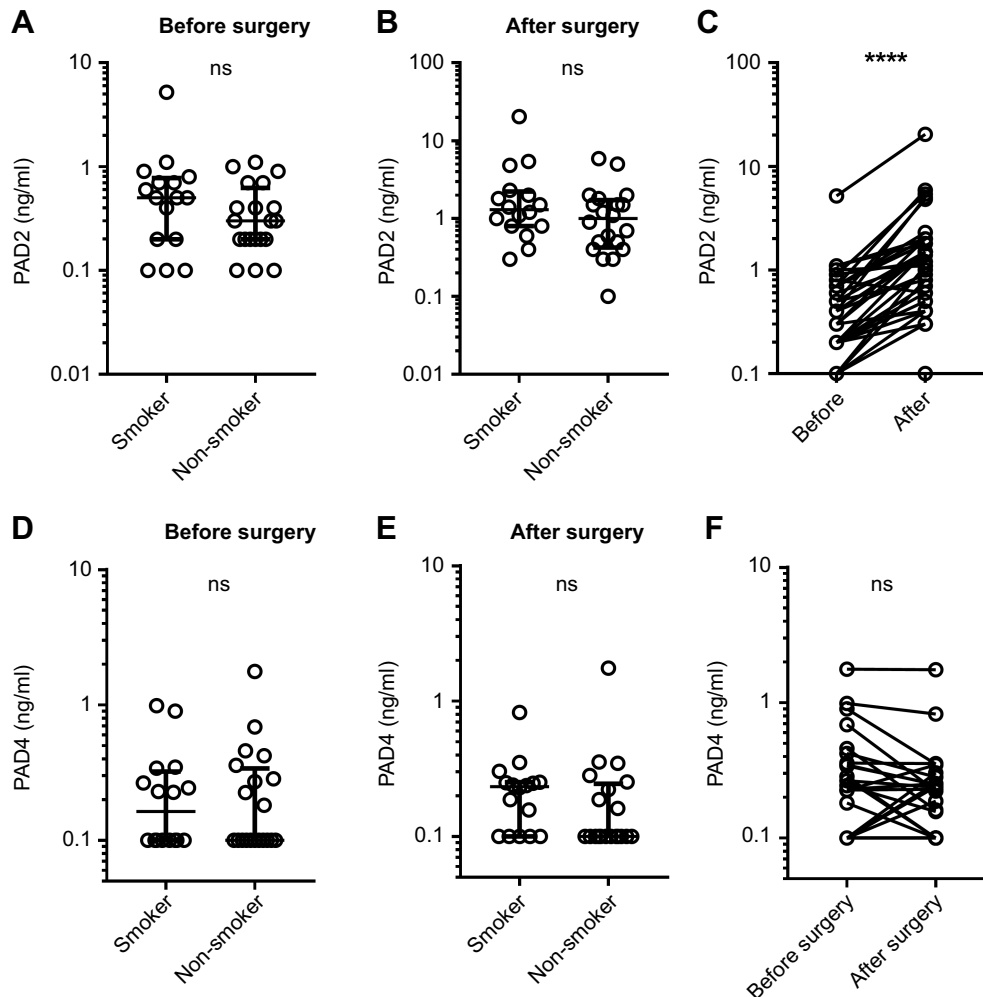 A
Before surgery
ns
PAD2 (ng/ml)
10
1
0.1
0.01
Smoker
Non-smoker
B
After surgery
ns
PAD2 (ng/ml)
100
10
1
0.1
0.01
Smoker
Non-smoker
C
****
PAD2 (ng/ml)
100
10
1
0.1
Before
After
D
Before surgery
ns
PAD4 (ng/ml)
10
1
0.1
Smoker
Non-smoker
E
After surgery
ns
PAD4 (ng/ml)
10
1
0.1
Smoker
Non-smoker
F
ns
PAD4 (ng/ml)
10
1
0.1
Before surgery
After surgery